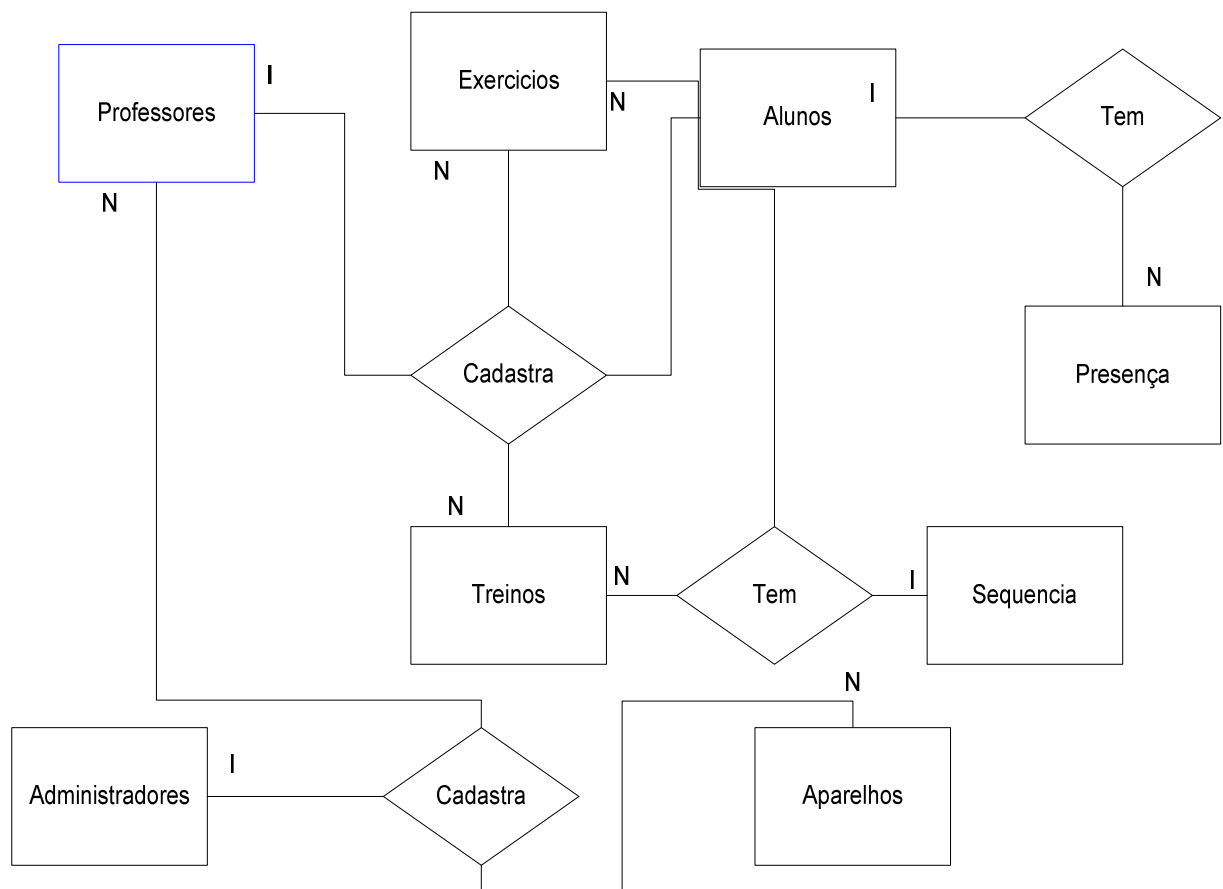 Exercicios
I
Professores
N
Alunos
I
Tem
N
N
N
Presença
Cadastra
N
Treinos
N
Tem
I
Sequencia
N
Administradores
I
Cadastra
Aparelhos